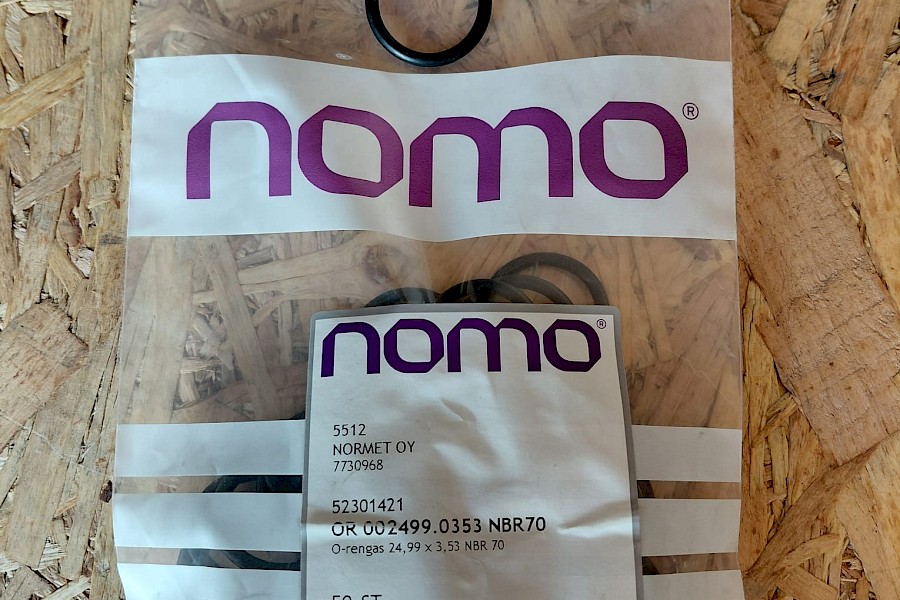 nomo®
nomo®
5512
NORMET OY
7730968
52301421
OR 002499.0353 NBR70
O-rengas 24,99 x 3,53 NBR 70